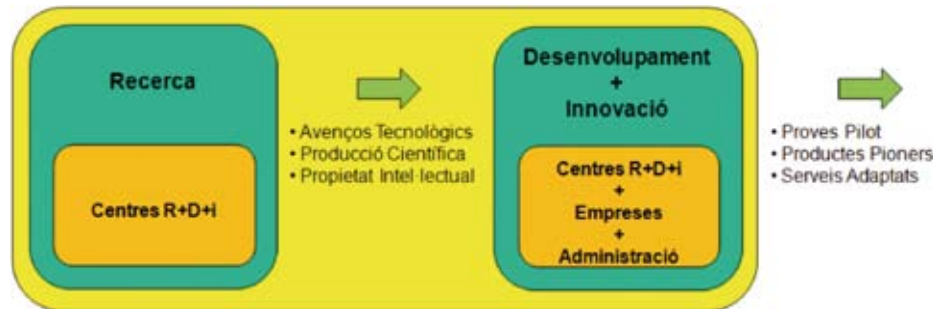 Recerca
Centres R+D+i
• Avenços Tecnològics
• Producció Científica
• Propietat Intel·lectual
Desenvolupament
+
Innovació
Centres R+D+i
+
Empreses
+
Administració
• Proves Pilot
• Productes Pioners
• Serveis Adaptats